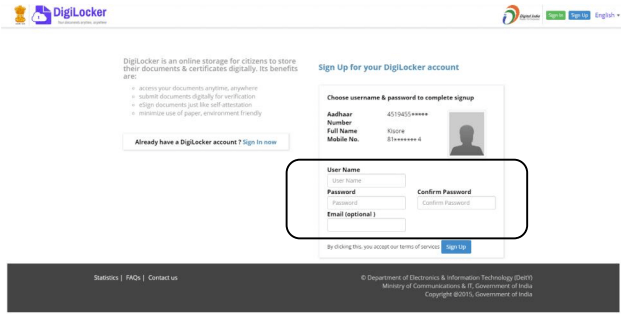 DigiLocker
Your documents anytime, anywhere
Digital India
Sign In
Sign Up
English
DigiLocker is an online storage for citizens to store
their documents & certificates digitally. Its benefits
are:
access your documents anytime, anywhere
submit documents digitally for verification
eSign documents just like self-attestation
minimize use of paper, environment friendly
Already have a DigiLocker account ? Sign In now
Sign Up for your DigiLocker account
Choose username & password to complete signup
Aadhaar
Number
4519455*****
Full Name
Kisore
Mobile No.
81*******4
User Name
User Name
Password
Confirm Password
Password
Confirm Password
Email (optional )
By clicking this, you accept our terms of services
Sign Up
Statistics | FAQs | Contact us
© Department of Electronics & Information Technology (DeitY)
Ministry of Communications & IT, Government of India
Copyright @2015, Government of India